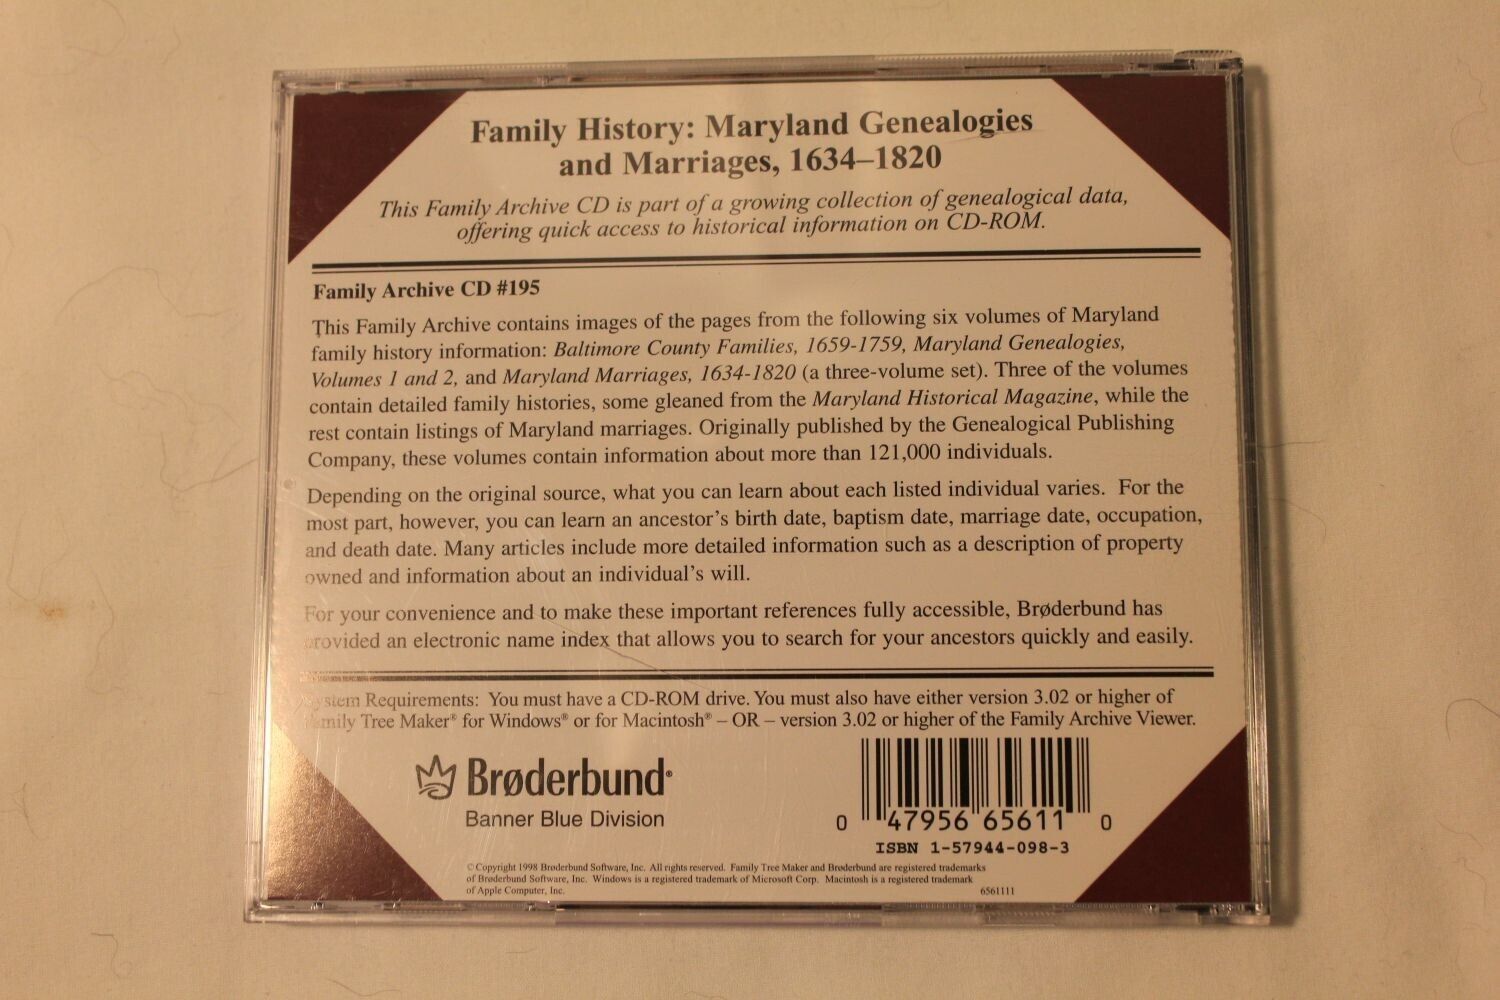 Family History: Maryland Genealogies
and Marriages, 1634–1820
This Family Archive CD is part of a growing collection of genealogical data,
offering quick access to historical information on CD-ROM.
Family Archive CD #195
This Family Archive contains images of the pages from the following six volumes of Maryland
family history information: Baltimore County Families, 1659-1759, Maryland Genealogies,
Volumes 1 and 2, and Maryland Marriages, 1634-1820 (a three-volume set). Three of the volumes
contain detailed family histories, some gleaned from the Maryland Historical Magazine, while the
rest contain listings of Maryland marriages. Originally published by the Genealogical Publishing
Company, these volumes contain information about more than 121,000 individuals.
Depending on the original source, what you can learn about each listed individual varies. For the
most part, however, you can learn an ancestor's birth date, baptism date, marriage date, occupation,
and death date. Many articles include more detailed information such as a description of property
owned and information about an individual's will.
For your convenience and to make these important references fully accessible, Brøderbund has
provided an electronic name index that allows you to search for your ancestors quickly and easily.
System Requirements: You must have a CD-ROM drive. You must also have either version 3.02 or higher of
Family Tree Maker® for Windows® or for Macintosh® – OR – version 3.02 or higher of the Family Archive Viewer.
Brøderbund®
Banner Blue Division
0 47956 65611 0
ISBN 1-57944-098-3
© Copyright 1998 Brøderbund Software, Inc. All rights reserved. Family Tree Maker and Brøderbund are registered trademarks
of Brøderbund Software, Inc. Windows is a registered trademark of Microsoft Corp. Macintosh is a registered trademark
of Apple Computer, Inc.
6561111